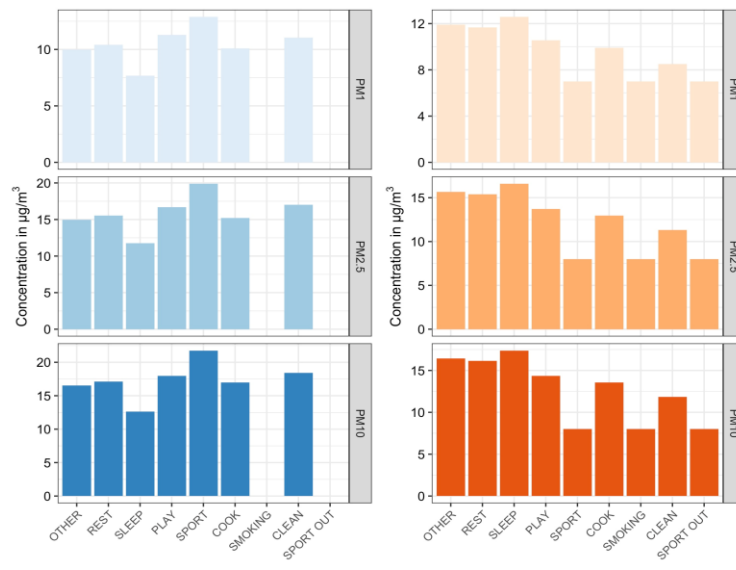 Concentration in µg/m³
10
5
0
PM1
20
15
10
5
0
PM2.5
20
15
10
5
0
PM10
OTHER
REST
SLEEP
PLAY
SPORT
COOK
SMOKING
CLEAN
SPORT OUT
Concentration in µg/m³
12
8
4
0
PM1
15
10
5
0
PM2.5
15
10
5
0
PM10
OTHER
REST
SLEEP
PLAY
SPORT
COOK
SMOKING
CLEAN
SPORT OUT